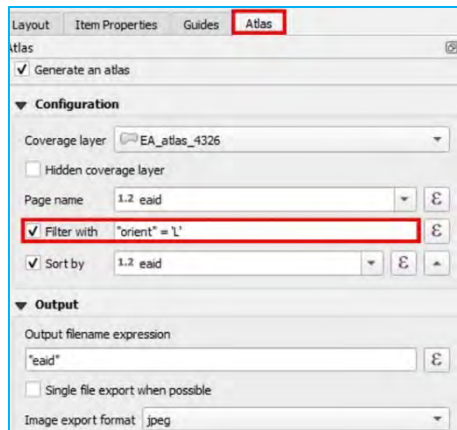 Layout Item Properties Guides Atlas
Atlas
Generate an atlas
Configuration
Coverage layer EA_atlas_4326
Hidden coverage layer
Page name 1.2 eaid ε
Filter with "orient" = 'L' ε
Sort by 1.2 eaid ε
Output
Output filename expression
"eaid" ε
Single file export when possible
Image export format jpeg